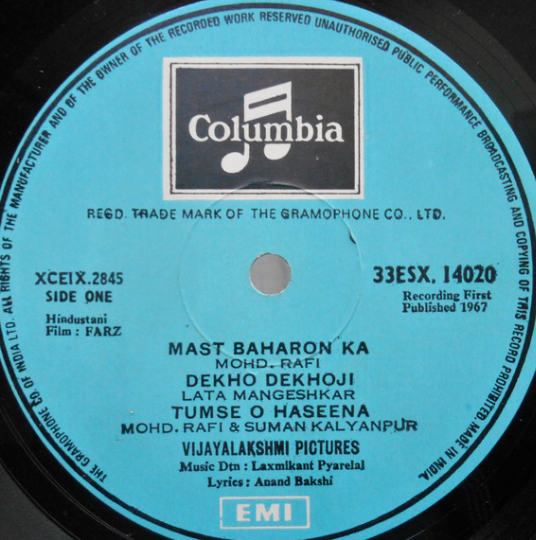 ALL RIGHTS OF THE MANUFACTURER AND OF THE OWNER OF THE RECORDED WORK RESERVED UNAUTHORISED PUBLIC PERFORMANCE BROADCASTING AND COPYING OF THIS RECORD PROHIBITED. MADE IN INDIA.
THE GRAMOPHONE CO. OF INDIA LTD.
Columbia
REGD. TRADE MARK OF THE GRAMOPHONE CO., LTD.
XCEIX.2845
SIDE ONE
Hindustani
Film : FARZ
33ESX. 14020
Recording First
Published 1967
MAST BAHARON KA
MOHD. RAFI
DEKHO DEKHOJI
LATA MANGESHKAR
TUMSE O HASEENA
MOHD. RAFI & SUMAN KALYANPUR
VIJAYALAKSHMI PICTURES
Music Dtn : Laxmikant Pyarelal
Lyrics : Anand Bakshi
EMI